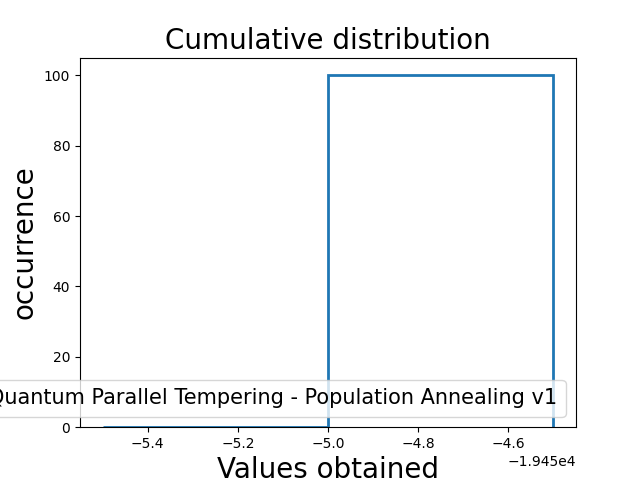 Cumulative distribution
100
80
60
40
20
0
occurrence
Quantum Parallel Tempering - Population Annealing v1
−5.4 −5.2 −5.0 −4.8 −4.6
−1.945e4
Values obtained